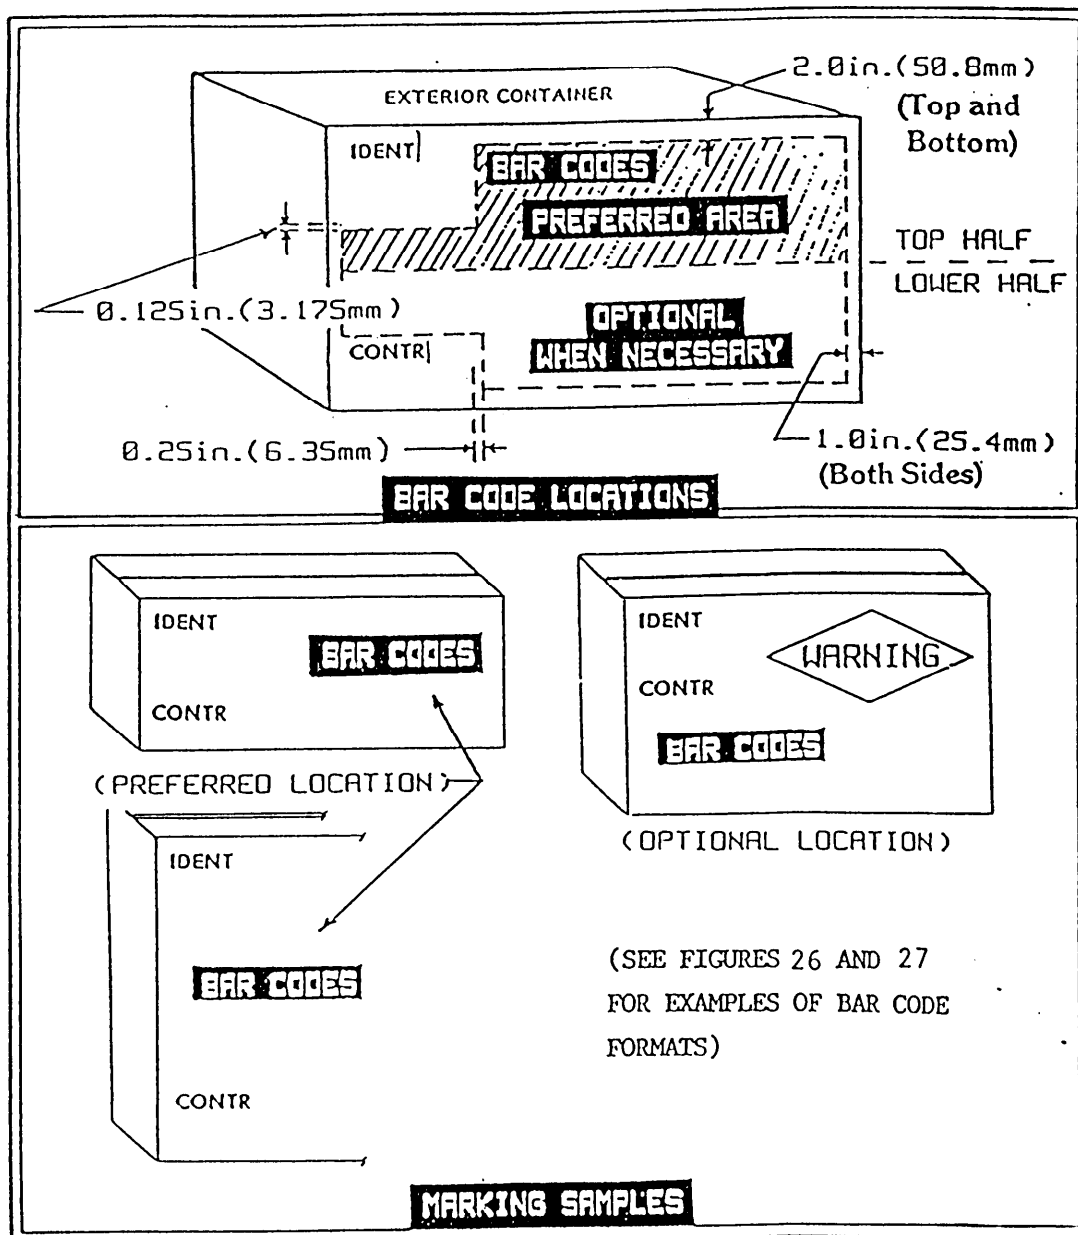 EXTERIOR CONTAINER
2.0in.(50.8mm)
(Top and
Bottom)
IDENT
BAR CODES
PREFERRED AREA
TOP HALF
LOWER HALF
0.125in.(3.175mm)
OPTIONAL
WHEN NECESSARY
CONTR
0.25in.(6.35mm)
1.0in.(25.4mm)
(Both Sides)
BAR CODE LOCATIONS
IDENT
BAR CODES
CONTR
(PREFERRED LOCATION)
IDENT
WARNING
CONTR
BAR CODES
(OPTIONAL LOCATION)
IDENT
BAR CODES
CONTR
(SEE FIGURES 26 AND 27
FOR EXAMPLES OF BAR CODE
FORMATS)
MARKING SAMPLES